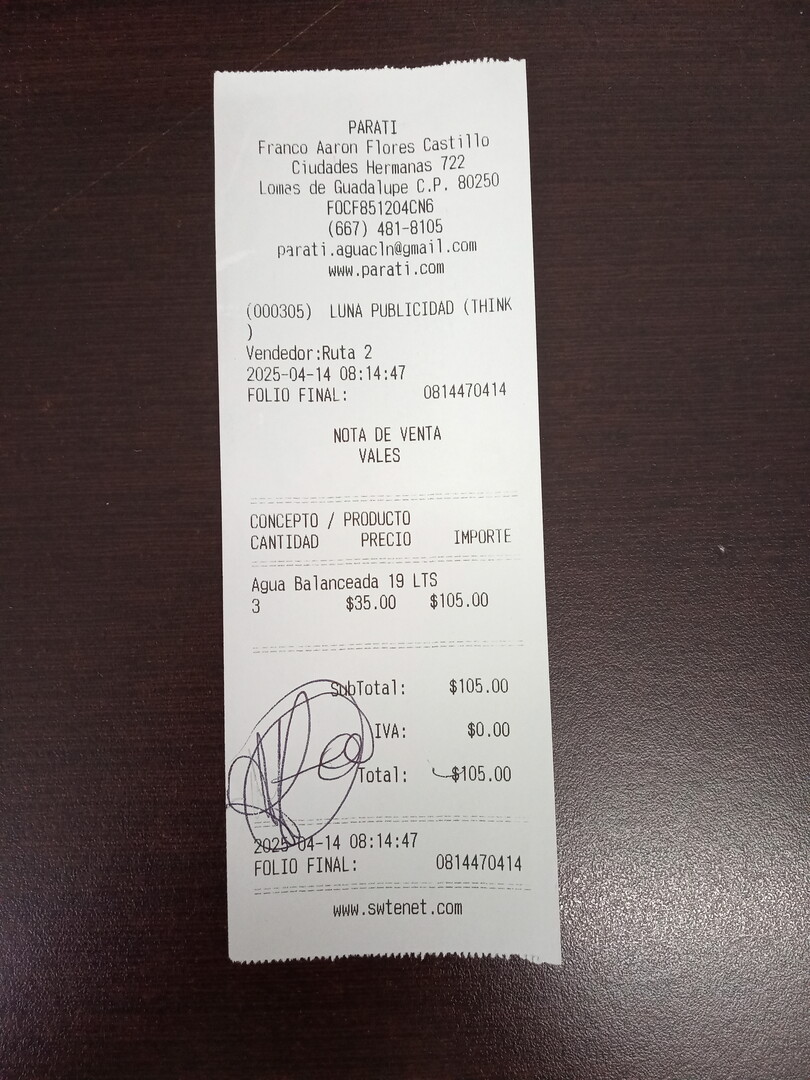 PARATI
Franco Aaron Flores Castillo
Ciudades Hermanas 722
Lomas de Guadalupe C.P. 80250
FOCF851204CN6
(667) 481-8105
parati.aguacln@gmail.com
www.parati.com
(000305) LUNA PUBLICIDAD (THINK
)
Vendedor:Ruta 2
2025-04-14 08:14:47
FOLIO FINAL: 0814470414
NOTA DE VENTA
VALES
CONCEPTO / PRODUCTO
CANTIDAD PRECIO IMPORTE
Agua Balanceada 19 LTS
3 $35.00 $105.00
SubTotal: $105.00
IVA: $0.00
Total: $105.00
2025-04-14 08:14:47
FOLIO FINAL: 0814470414
www.swtenet.com